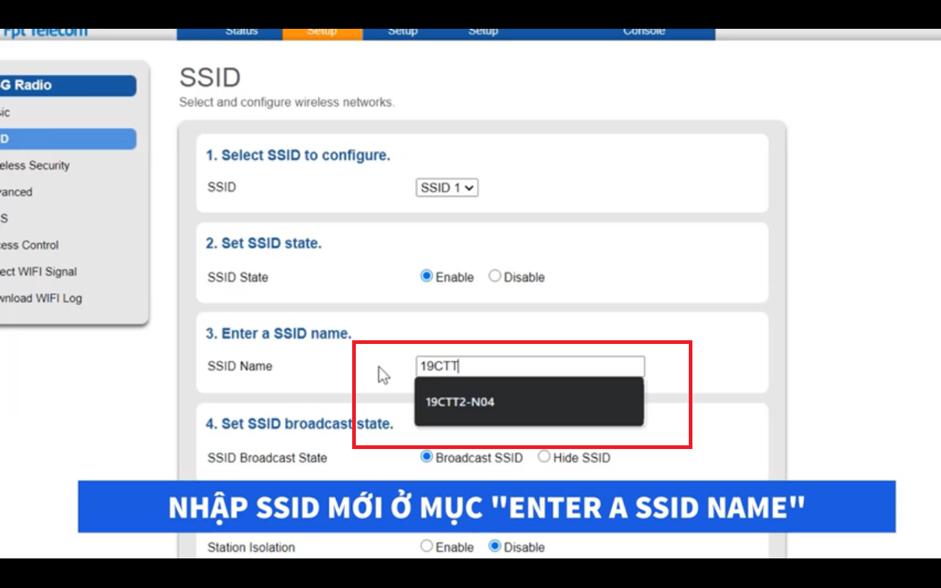 Fpt Telecom
Status Setup Setup Setup Console
G Radio
SSID
Select and configure wireless networks.
1. Select SSID to configure.
SSID SSID 1
eless Security
2. Set SSID state.
ess Control
ect WIFI Signal
SSID State Enable Disable
wnload WIFI Log
3. Enter a SSID name.
SSID Name 19CTT
19CTT2-N04
4. Set SSID broadcast state.
SSID Broadcast State Broadcast SSID Hide SSID
NHẬP SSID MỚI Ở MỤC "ENTER A SSID NAME"
Station Isolation Enable Disable